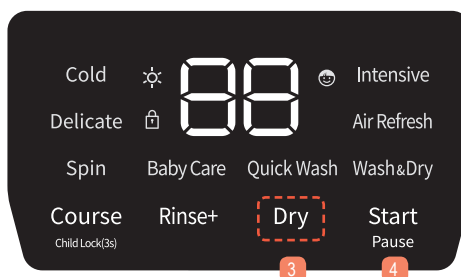 Cold 88 Intensive
Delicate Air Refresh
Spin Baby Care Quick Wash Wash&Dry
Course Rinse+ Dry Start
Child Lock(3s) Pause
3 4